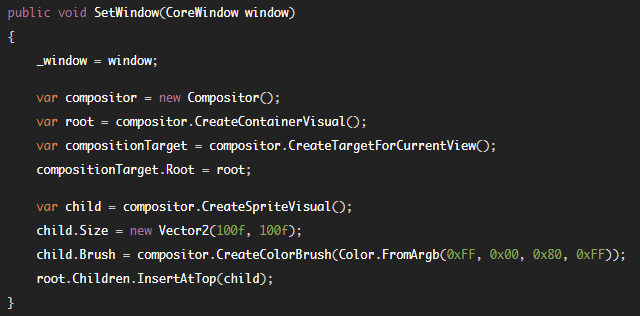 public void SetWindow(CoreWindow window)
{
    _window = window;

    var compositor = new Compositor();
    var root = compositor.CreateContainerVisual();
    var compositionTarget = compositor.CreateTargetForCurrentView();
    compositionTarget.Root = root;

    var child = compositor.CreateSpriteVisual();
    child.Size = new Vector2(100f, 100f);
    child.Brush = compositor.CreateColorBrush(Color.FromArgb(0xFF, 0x00, 0x80, 0xFF));
    root.Children.InsertAtTop(child);
}